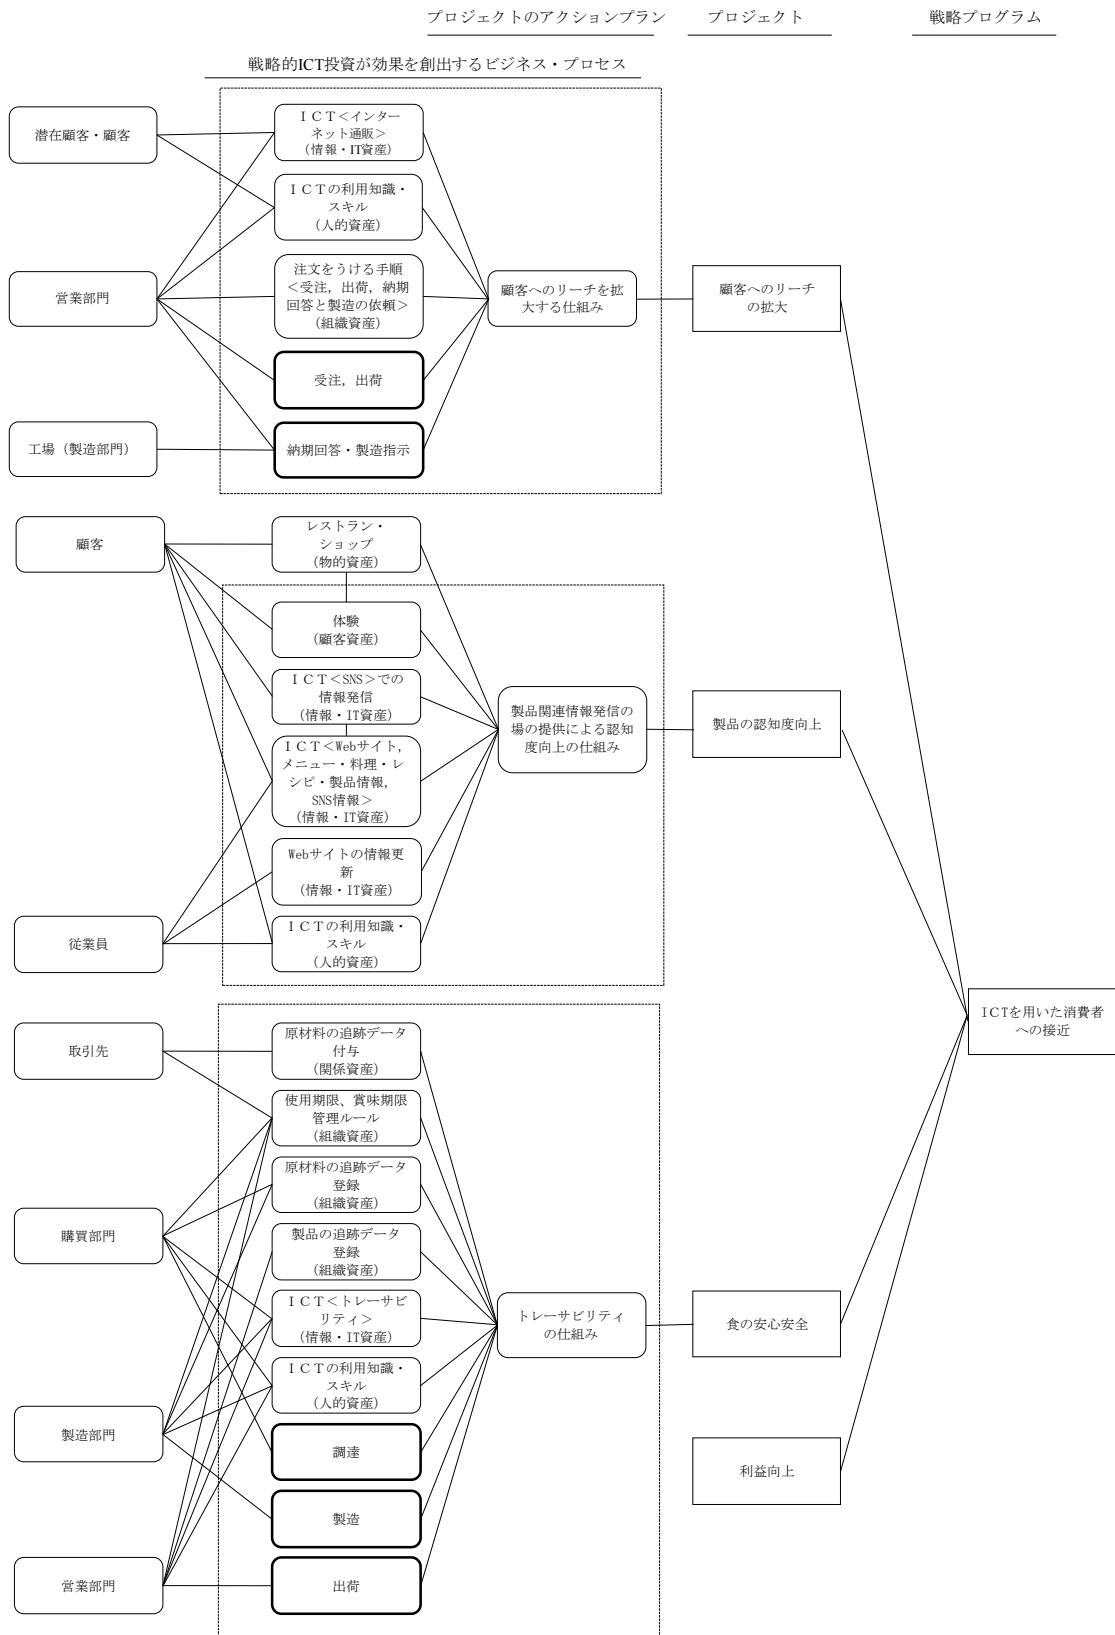 プロジェクトのアクションプラン
プロジェクト
戦略プログラム
戦略的ICT投資が効果を創出するビジネス・プロセス
潜在顧客・顧客
営業部門
工場（製造部門）
ＩＣＴ＜インター
ネット通販＞
（情報・IT資産）
ＩＣＴの利用知識・
スキル
（人的資産）
注文をうける手順
＜受注，出荷，納期
回答と製造の依頼＞
（組織資産）
受注，出荷
納期回答・製造指示
顧客へのリーチを拡
大する仕組み
顧客へのリーチ
の拡大
顧客
従業員
レストラン・
ショップ
（物的資産）
体験
（顧客資産）
ＩＣＴ＜SNS＞での
情報発信
（情報・IT資産）
ＩＣＴ＜Webサイト，
メニュー・料理・レ
シピ・製品情報，
SNS情報＞
（情報・IT資産）
Webサイトの情報更
新
（情報・IT資産）
ＩＣＴの利用知識・
スキル
（人的資産）
製品関連情報発信の
場の提供による認知
度向上の仕組み
製品の認知度向上
ICTを用いた消費者
への接近
取引先
購買部門
製造部門
営業部門
原材料の追跡データ
付与
（関係資産）
使用期限、賞味期限
管理ルール
（組織資産）
原材料の追跡データ
登録
（組織資産）
製品の追跡データ
登録
（組織資産）
ＩＣＴ＜トレーサビ
リティ＞
（情報・IT資産）
ＩＣＴの利用知識・
スキル
（人的資産）
調達
製造
出荷
トレーサビリティ
の仕組み
食の安心安全
利益向上